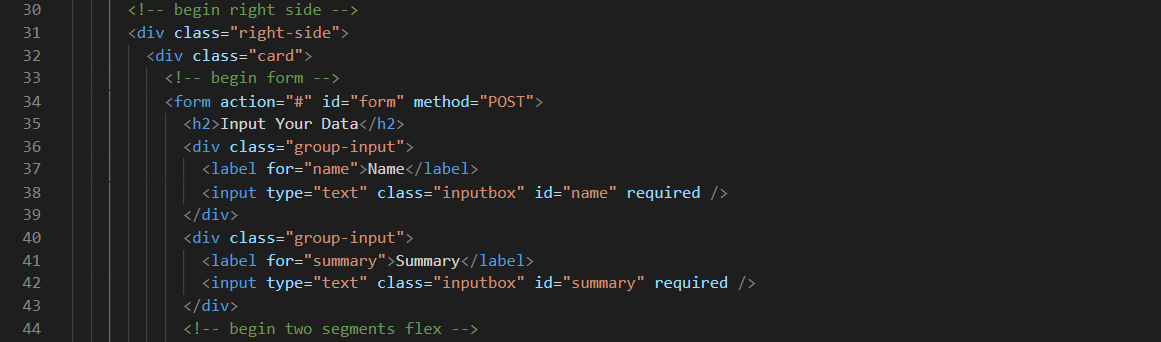 30 <!-- begin right side -->
31 <div class="right-side">
32 <div class="card">
33 <!-- begin form -->
34 <form action="#" id="form" method="POST">
35 <h2>Input Your Data</h2>
36 <div class="group-input">
37 <label for="name">Name</label>
38 <input type="text" class="inputbox" id="name" required />
39 </div>
40 <div class="group-input">
41 <label for="summary">Summary</label>
42 <input type="text" class="inputbox" id="summary" required />
43 </div>
44 <!-- begin two segments flex -->